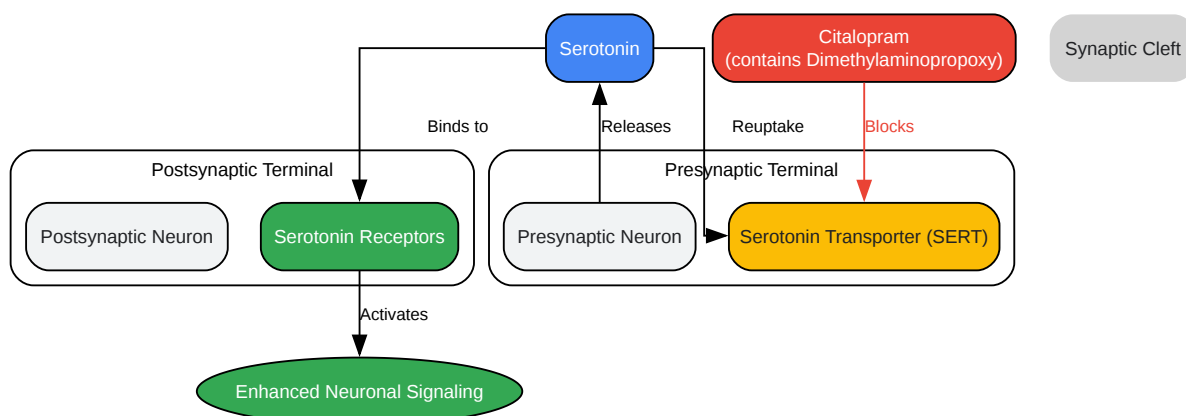 Serotonin
Citalopram
(contains Dimethylaminopropoxy)
Synaptic Cleft
Binds to
Releases
Reuptake
Blocks
Postsynaptic Terminal
Presynaptic Terminal
Postsynaptic Neuron
Serotonin Receptors
Presynaptic Neuron
Serotonin Transporter (SERT)
Activates
Enhanced Neuronal Signaling